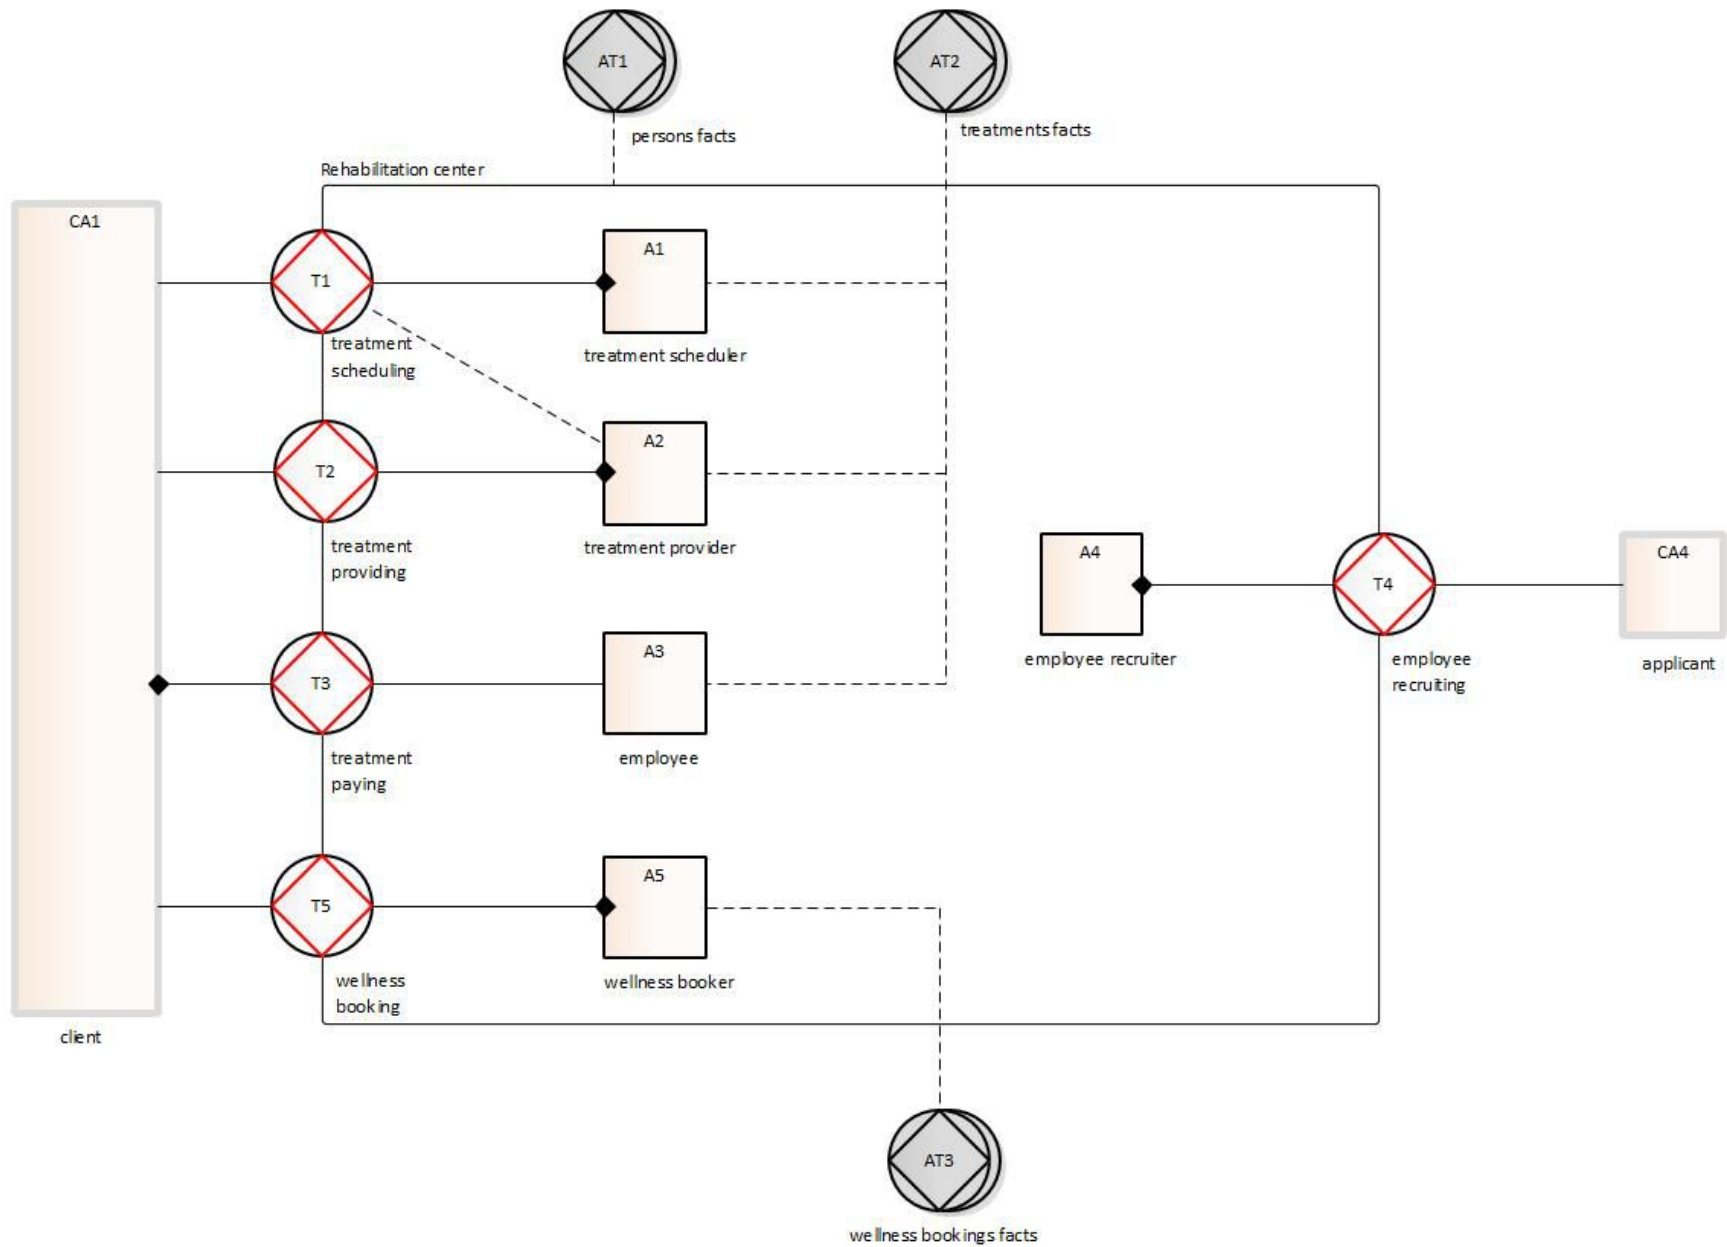 AT1
AT2
persons facts
treatments facts
Rehabilitation center
CA1
A1
T1
treatment
scheduling
treatment scheduler
A2
T2
treatment
providing
treatment provider
A4
T4
CA4
A3
T3
employee recruiter
employee
recruiting
applicant
treatment
paying
employee
A5
T5
wellness
booking
wellness booker
client
AT3
wellness bookings facts